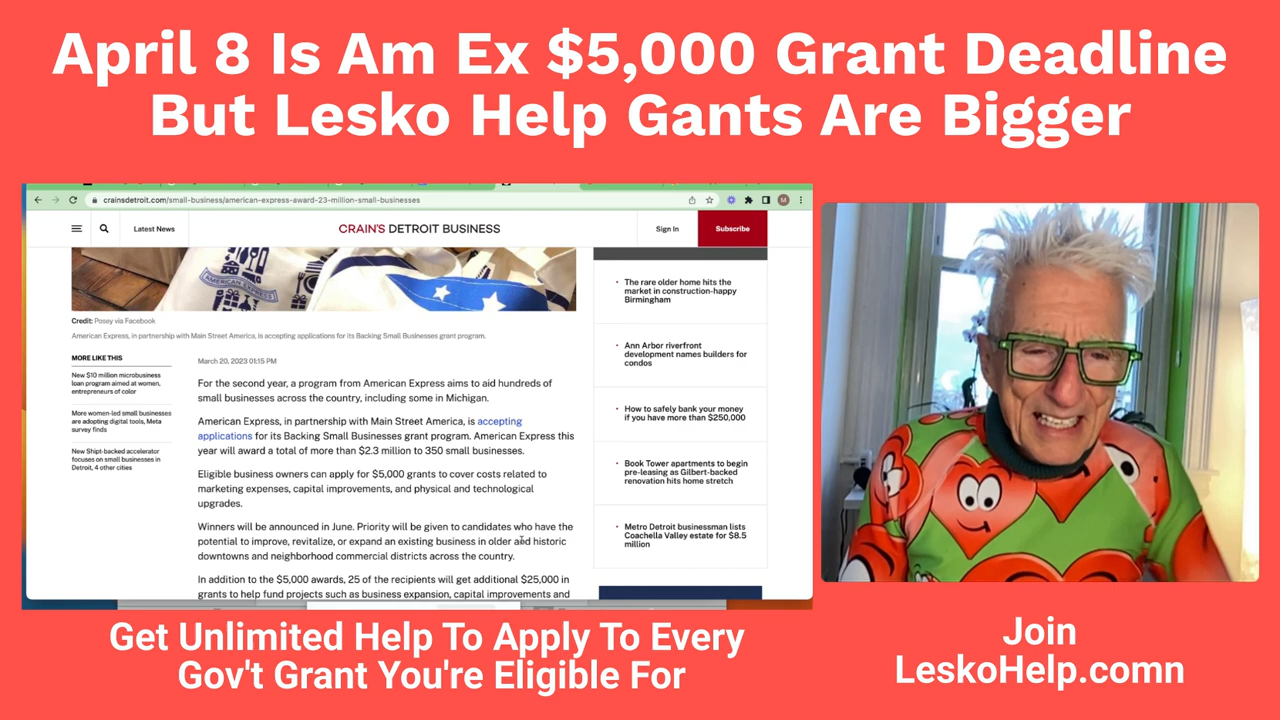 April 8 Is Am Ex $5,000 Grant Deadline
But Lesko Help Gants Are Bigger
crainsdetroit.com/small-business/american-express-award-23-million-small-businesses
M
Latest News
CRAIN'S DETROIT BUSINESS
Sign In
Subscribe
AMERICAN EXPRESS
Credit: Posey via Facebook
American Express, in partnership with Main Street America, is accepting applications for its Backing Small Businesses grant program.
MORE LIKE THIS
New $10 million microbusiness
loan program aimed at women,
entrepreneurs of color
More women-led small businesses
are adopting digital tools, Meta
survey finds
New Shipt-backed accelerator
focuses on small businesses in
Detroit, 4 other cities
March 20, 2023 01:15 PM
For the second year, a program from American Express aims to aid hundreds of
small businesses across the country, including some in Michigan.
American Express, in partnership with Main Street America, is accepting
applications for its Backing Small Businesses grant program. American Express this
year will award a total of more than $2.3 million to 350 small businesses.
Eligible business owners can apply for $5,000 grants to cover costs related to
marketing expenses, capital improvements, and physical and technological
upgrades.
Winners will be announced in June. Priority will be given to candidates who have the
potential to improve, revitalize, or expand an existing business in older and historic
downtowns and neighborhood commercial districts across the country.
In addition to the $5,000 awards, 25 of the recipients will get additional $25,000 in
grants to help fund projects such as business expansion, capital improvements and
The rare older home hits the
market in construction-happy
Birmingham
Ann Arbor riverfront
development names builders for
condos
How to safely bank your money
if you have more than $250,000
Book Tower apartments to begin
pre-leasing as Gilbert-backed
renovation hits home stretch
Metro Detroit businessman lists
Coachella Valley estate for $8.5
million
Get Unlimited Help To Apply To Every
Gov't Grant You're Eligible For
Join
LeskoHelp.comn